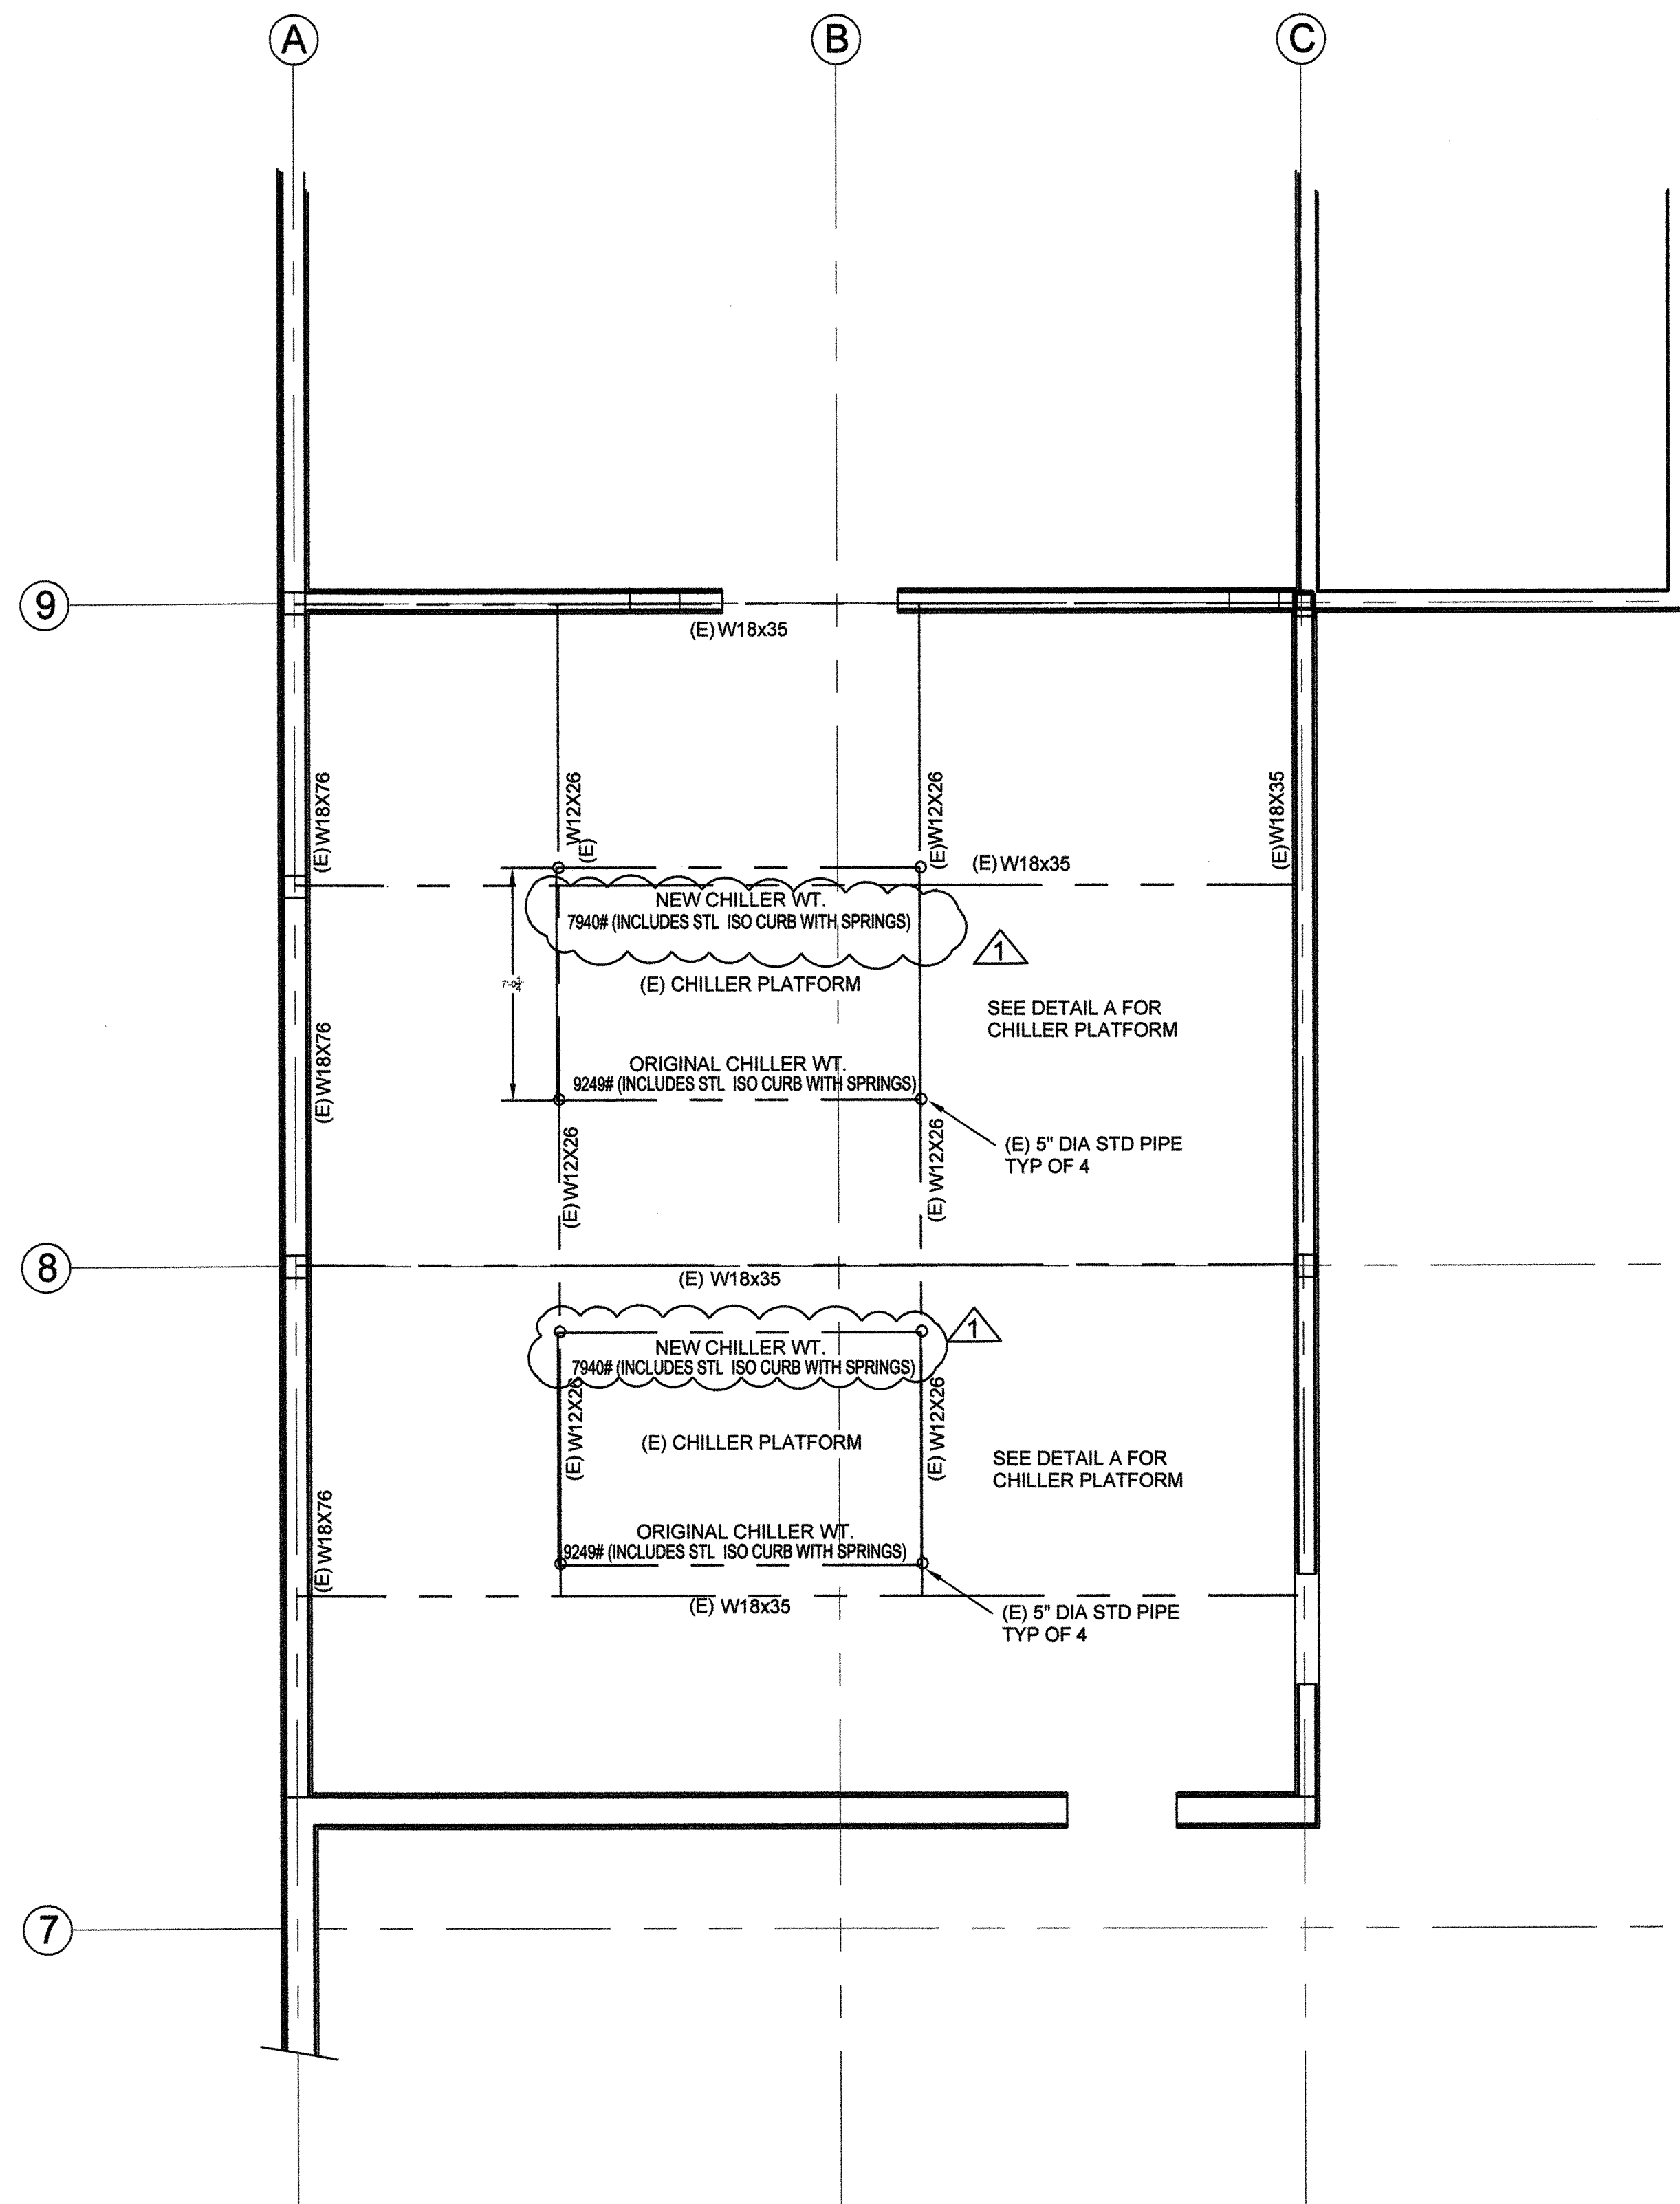 A
B
C
9
(E) W18x35
(E) W18X76
(E) W12X26
(E) W12X26
(E) W18X35
(E) W18x35
NEW CHILLER WT.
7940# (INCLUDES STL ISO CURB WITH SPRINGS)
1
7'-0¼"
(E) CHILLER PLATFORM
SEE DETAIL A FOR
CHILLER PLATFORM
(E) W18X76
ORIGINAL CHILLER WT.
9249# (INCLUDES STL ISO CURB WITH SPRINGS)
(E) 5" DIA STD PIPE
TYP OF 4
(E) W12X26
(E) W12X26
8
(E) W18x35
1
NEW CHILLER WT.
7940# (INCLUDES STL ISO CURB WITH SPRINGS)
(E) W12X26
(E) W12X26
(E) CHILLER PLATFORM
SEE DETAIL A FOR
CHILLER PLATFORM
(E) W18X76
ORIGINAL CHILLER WT.
9249# (INCLUDES STL ISO CURB WITH SPRINGS)
(E) W18x35
(E) 5" DIA STD PIPE
TYP OF 4
7